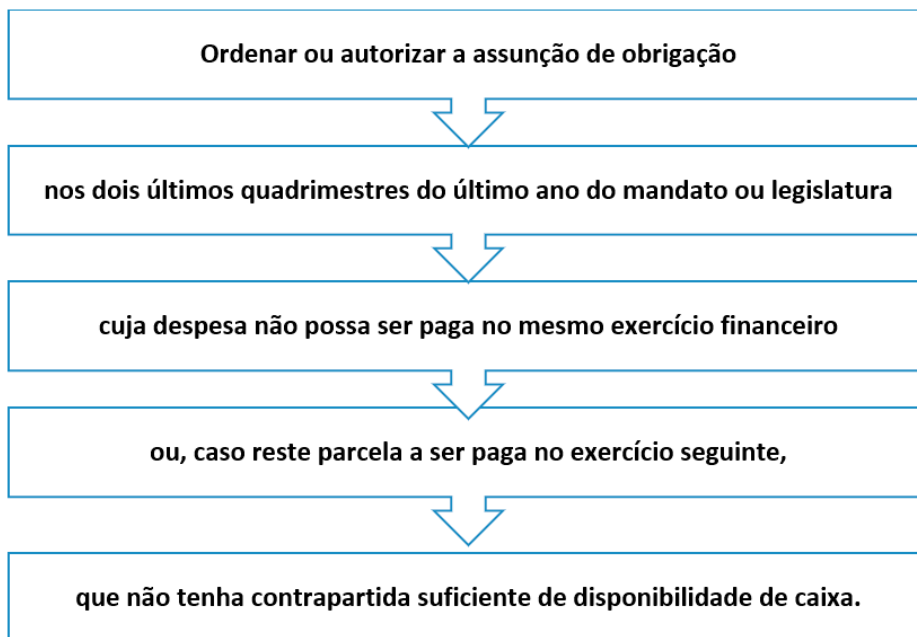 Ordenar ou autorizar a assunção de obrigação
nos dois últimos quadrimestres do último ano do mandato ou legislatura
cuja despesa não possa ser paga no mesmo exercício financeiro
ou, caso reste parcela a ser paga no exercício seguinte,
que não tenha contrapartida suficiente de disponibilidade de caixa.